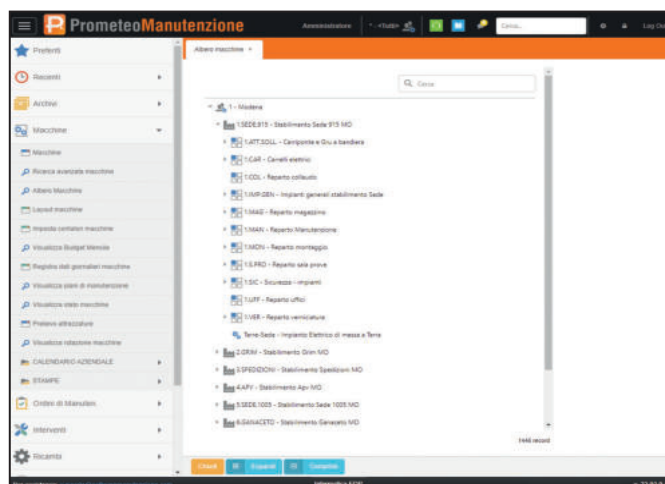 PrometeoManutenzione
Amministratore
Cerca...
Log Ou
Preferiti
Recenti
Archivi
Macchine
Macchine
Ricerca avanzata macchine
Albero Macchine
Layout macchine
Imposta contatori macchine
Visualizza Budget Mensile
Registra dati giornalieri macchine
Visualizza piani di manutenzione
Visualizza stato macchine
Prelievo attrezzature
Visualizza rotazione macchine
CALENDARIO AZIENDALE
STAMPE
Ordini di Manuten.
Interventi
Ricambi
Albero macchine ×
Cerca
1 - Modena
1.SEDE.915 - Stabilimento Sede 915 MO
1.ATT.SOLL. - Carriponte e Gru a bandiera
1.CAR - Carrelli elettrici
1.COL - Reparto collaudo
1.IMP.GEN - Impianti generali stabilimento Sede
1.MAG - Reparto magazzino
1.MAN - Reparto Manutenzione
1.MON - Reparto montaggio
1.S.PRO - Reparto sala prove
1.SIC - Sicurezza - impianti
1.UFF - Reparto uffici
1.VER - Reparto verniciatura
Terre-Sede - Impianto Elettrico di massa a Terra
2.GRIM - Stabilimento Grim MO
3.SPEDIZIONI - Stabilimento Spedizioni MO
4.APV - Stabilimento Apv MO
5.SEDE.1005 - Stabilimento Sede 1005 MO
6.GANACETO - Stabilimento Ganaceto MO
1446 record
Chiudi
Espandi
Comprimi